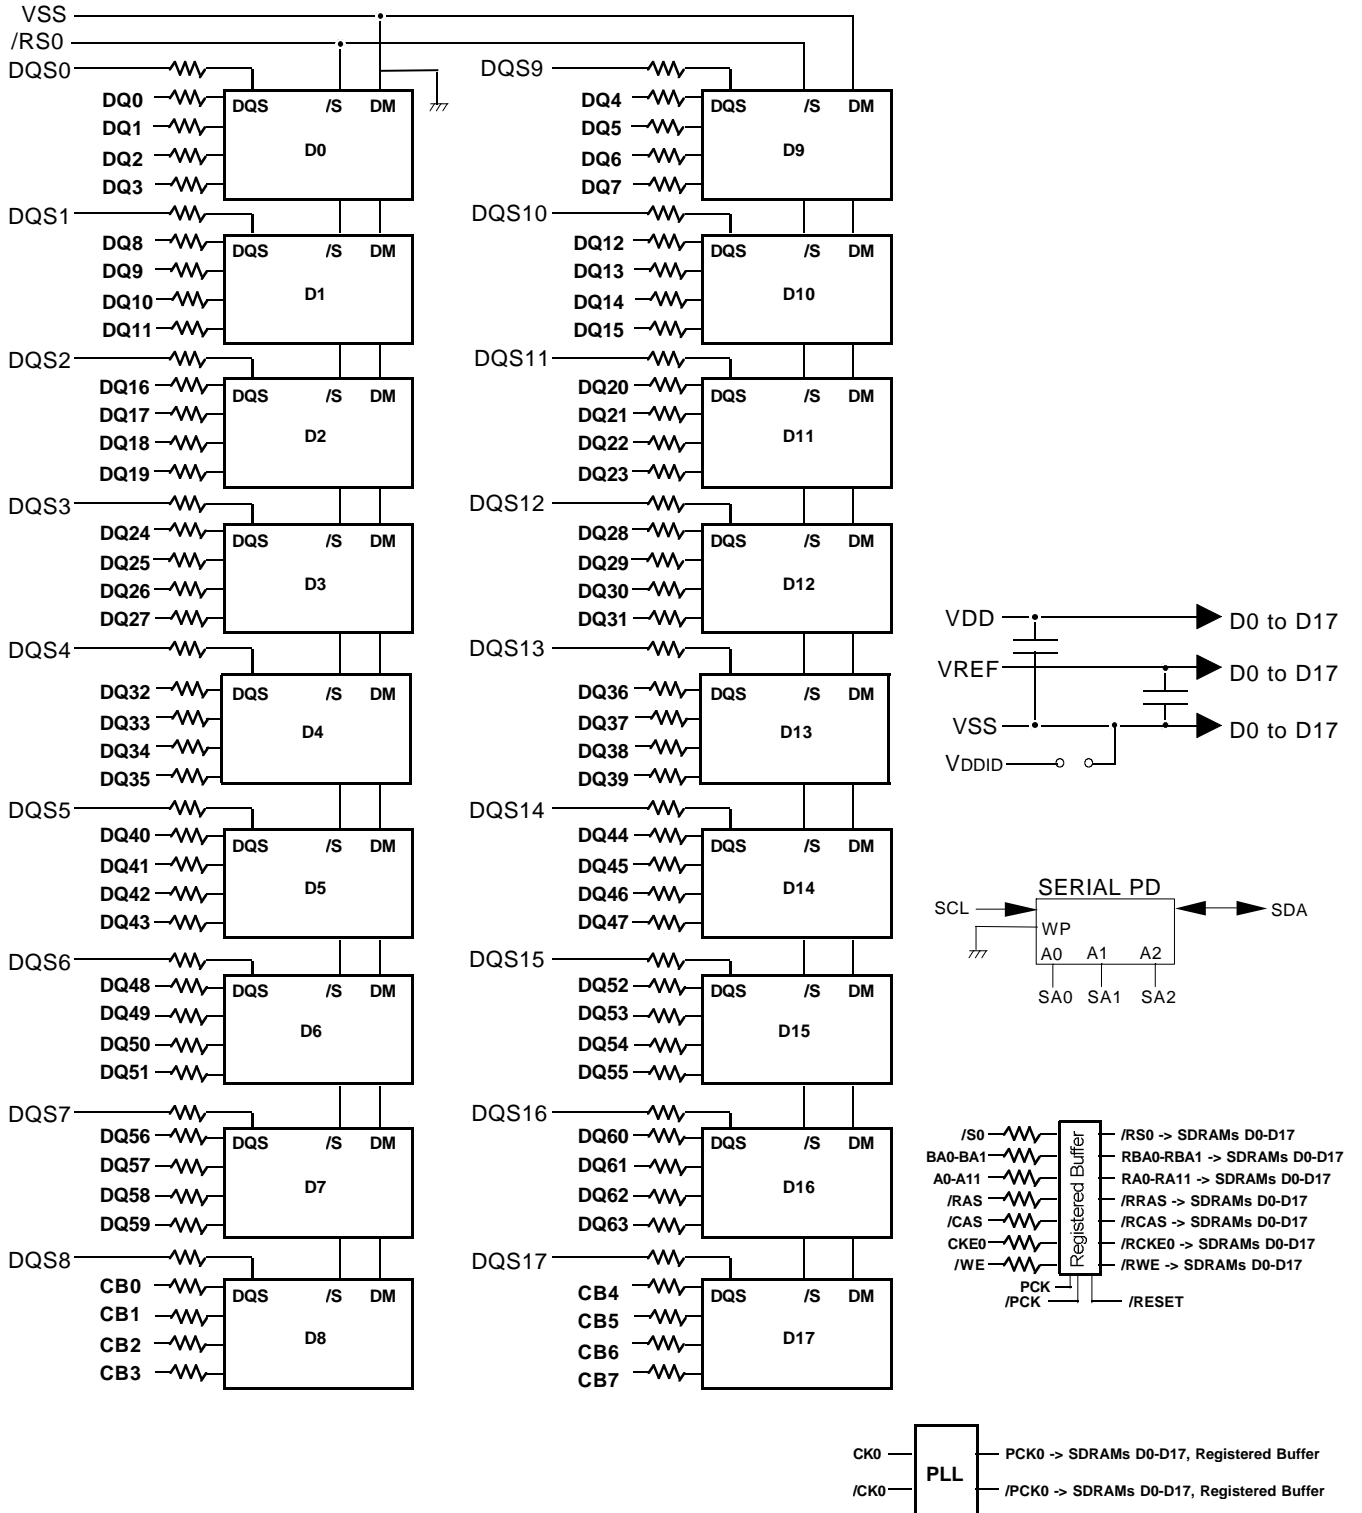 VSS
/RS0
DQS0
DQ0
DQ1
DQ2
DQ3
DQS /S DM
D0
DQS1
DQ8
DQ9
DQ10
DQ11
DQS /S DM
D1
DQS2
DQ16
DQ17
DQ18
DQ19
DQS /S DM
D2
DQS3
DQ24
DQ25
DQ26
DQ27
DQS /S DM
D3
DQS4
DQ32
DQ33
DQ34
DQ35
DQS /S DM
D4
DQS5
DQ40
DQ41
DQ42
DQ43
DQS /S DM
D5
DQS6
DQ48
DQ49
DQ50
DQ51
DQS /S DM
D6
DQS7
DQ56
DQ57
DQ58
DQ59
DQS /S DM
D7
DQS8
CB0
CB1
CB2
CB3
DQS /S DM
D8
DQS9
DQ4
DQ5
DQ6
DQ7
DQS /S DM
D9
DQS10
DQ12
DQ13
DQ14
DQ15
DQS /S DM
D10
DQS11
DQ20
DQ21
DQ22
DQ23
DQS /S DM
D11
DQS12
DQ28
DQ29
DQ30
DQ31
DQS /S DM
D12
DQS13
DQ36
DQ37
DQ38
DQ39
DQS /S DM
D13
DQS14
DQ44
DQ45
DQ46
DQ47
DQS /S DM
D14
DQS15
DQ52
DQ53
DQ54
DQ55
DQS /S DM
D15
DQS16
DQ60
DQ61
DQ62
DQ63
DQS /S DM
D16
DQS17
CB4
CB5
CB6
CB7
DQS /S DM
D17
VDD D0 to D17
VREF D0 to D17
VSS D0 to D17
VDDID
SERIAL PD
SCL SDA
WP
A0 A1 A2
SA0 SA1 SA2
Registered Buffer
/S0 /RS0 -> SDRAMs D0-D17
BA0-BA1 RBA0-RBA1 -> SDRAMs D0-D17
A0-A11 RA0-RA11 -> SDRAMs D0-D17
/RAS /RRAS -> SDRAMs D0-D17
/CAS /RCAS -> SDRAMs D0-D17
CKE0 /RCKE0 -> SDRAMs D0-D17
/WE /RWE -> SDRAMs D0-D17
PCK
/PCK /RESET
CK0 PCK0 -> SDRAMs D0-D17, Registered Buffer
PLL
/CK0 /PCK0 -> SDRAMs D0-D17, Registered Buffer